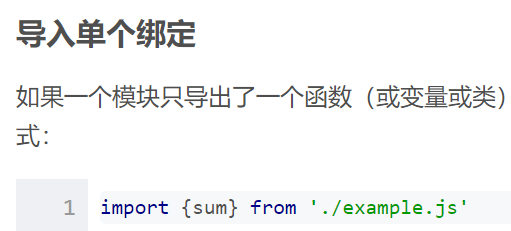 导入单个绑定
如果一个模块只导出了一个函数（或变量或类）
式：
1 import {sum} from './example.js'